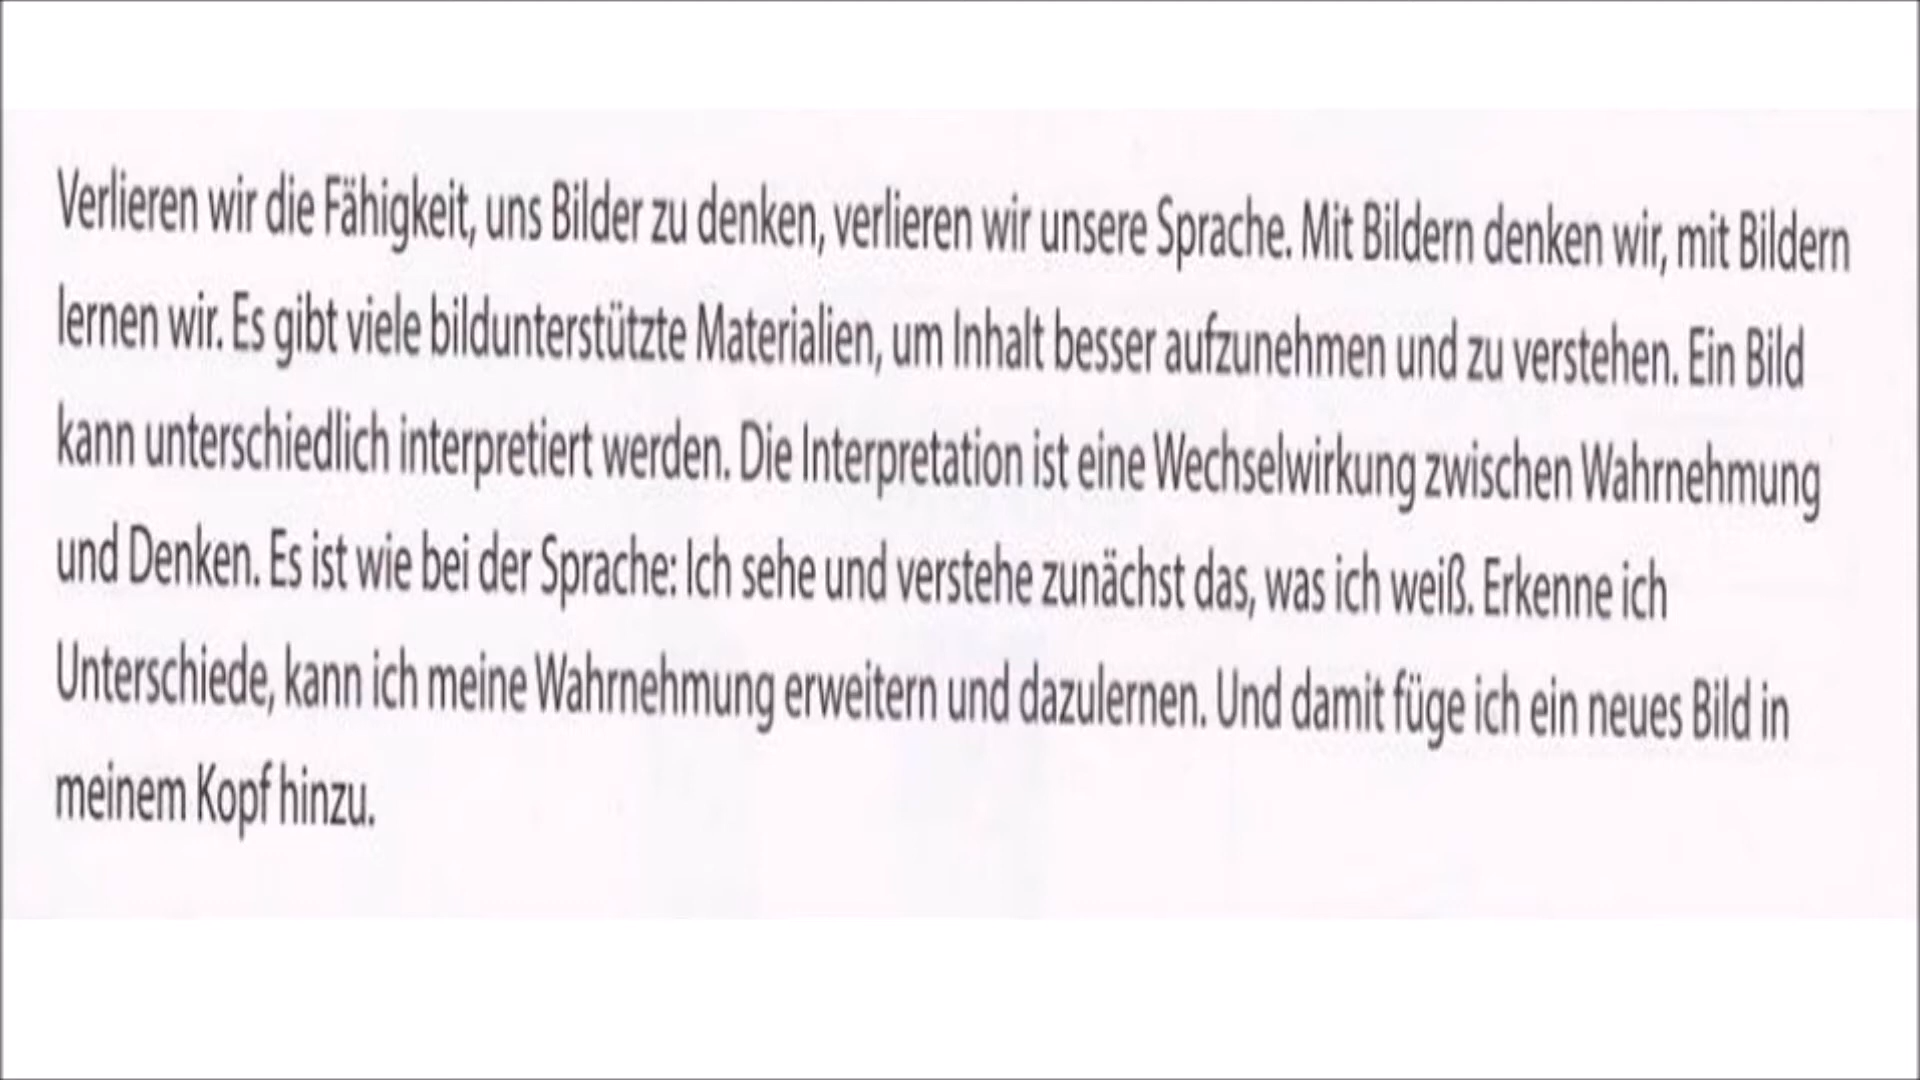 Verlieren wir die Fähigkeit, uns Bilder zu denken, verlieren wir unsere Sprache. Mit Bildern denken wir, mit Bildern
lernen wir. Es gibt viele bildunterstützte Materialien, um Inhalt besser aufzunehmen und zu verstehen. Ein Bild
kann unterschiedlich interpretiert werden. Die Interpretation ist eine Wechselwirkung zwischen Wahrnehmung
und Denken. Es ist wie bei der Sprache: Ich sehe und verstehe zunächst das, was ich weiß. Erkenne ich
Unterschiede, kann ich meine Wahrnehmung erweitern und dazulernen. Und damit füge ich ein neues Bild in
meinem Kopf hinzu.